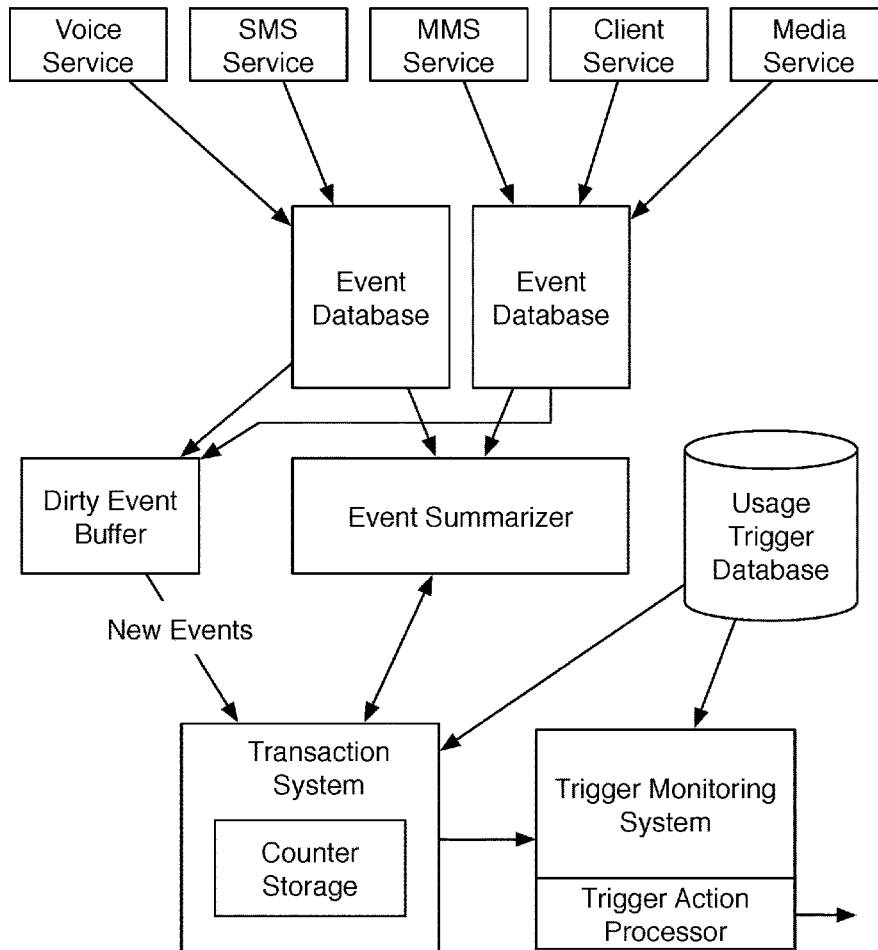 Voice
Service
SMS
Service
MMS
Service
Client
Service
Media
Service
Event
Database
Event
Database
Dirty Event
Buffer
Event Summarizer
Usage
Trigger
Database
New Events
Transaction
System
Counter
Storage
Trigger Monitoring
System
Trigger Action
Processor